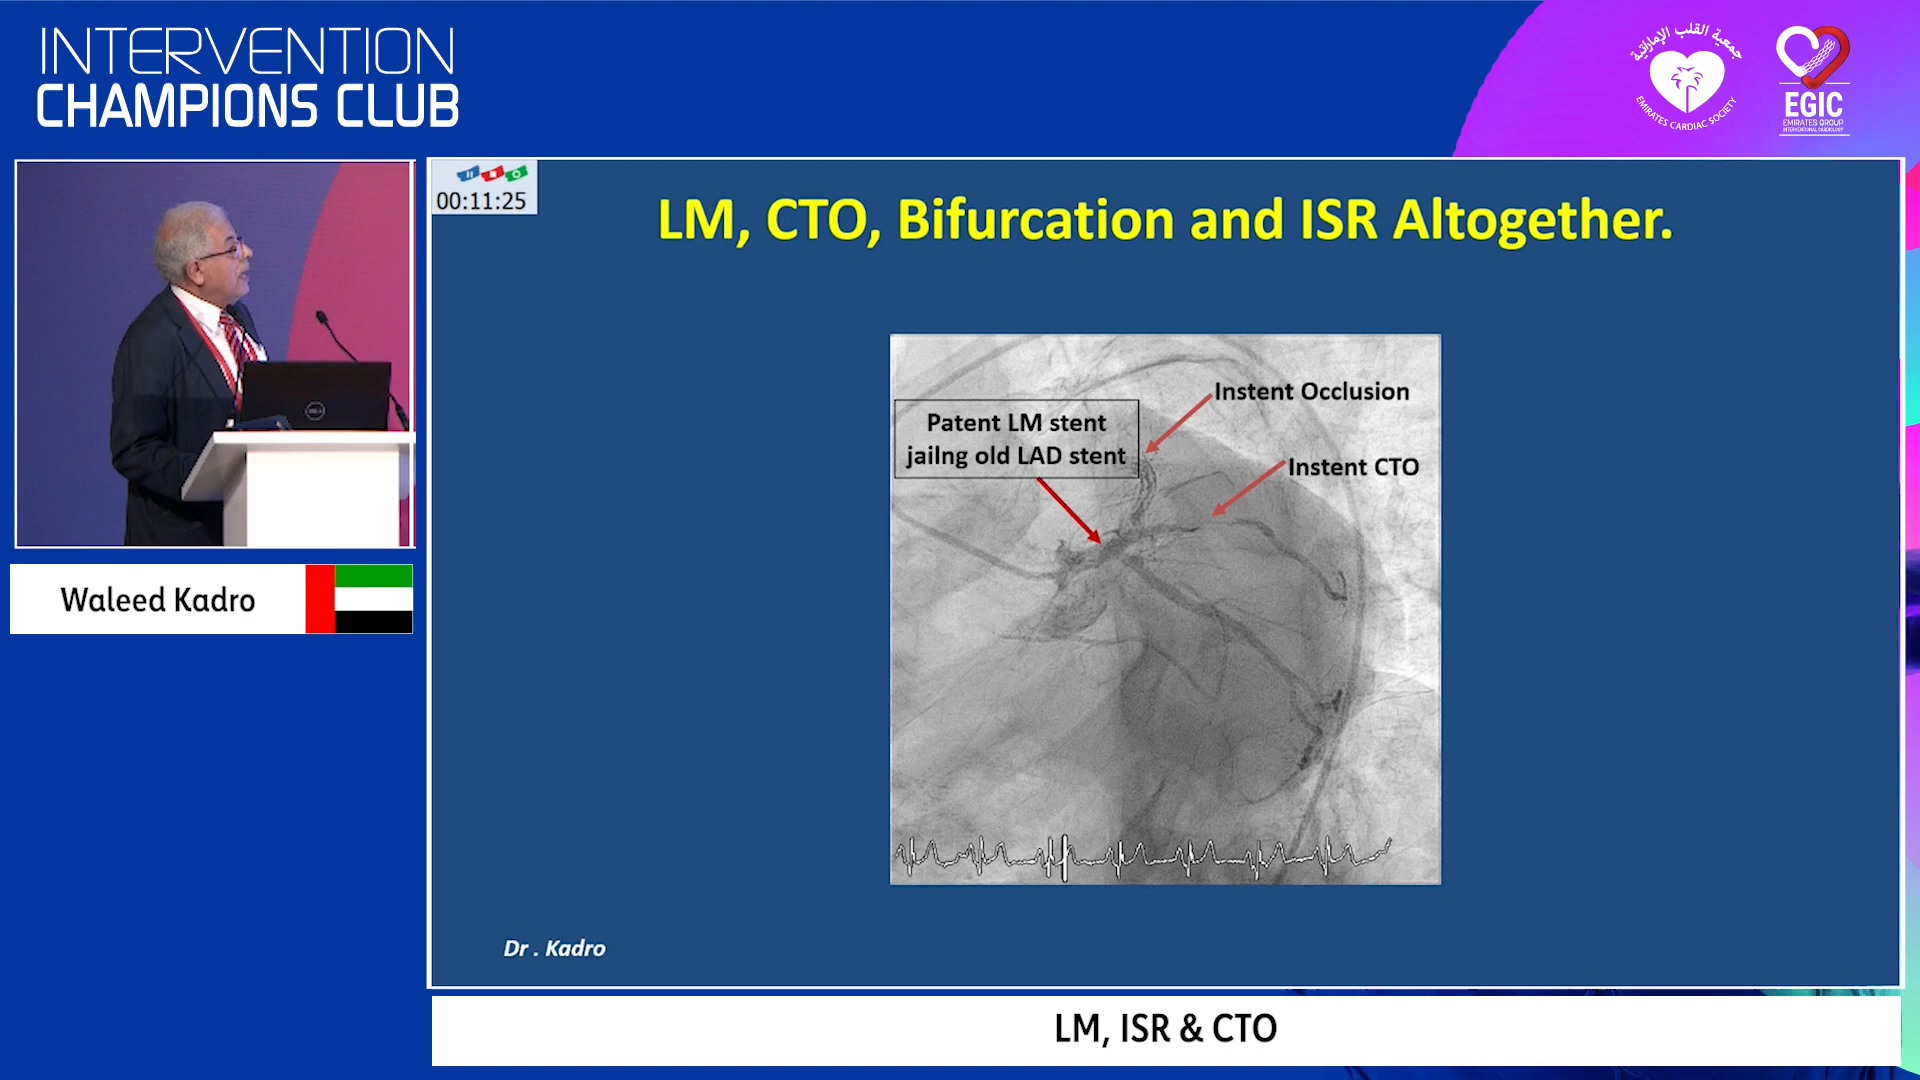 INTERVENTION
CHAMPIONS CLUB
جمعية القلب الإماراتية
EMIRATES CARDIAC SOCIETY
EGIC
EMIRATES GROUP
INTERVENTIONAL CARDIOLOGY
00:11:25
LM, CTO, Bifurcation and ISR Altogether.
Instent Occlusion
Patent LM stent
jailng old LAD stent
Instent CTO
DELL
Waleed Kadro
Dr . Kadro
LM, ISR & CTO